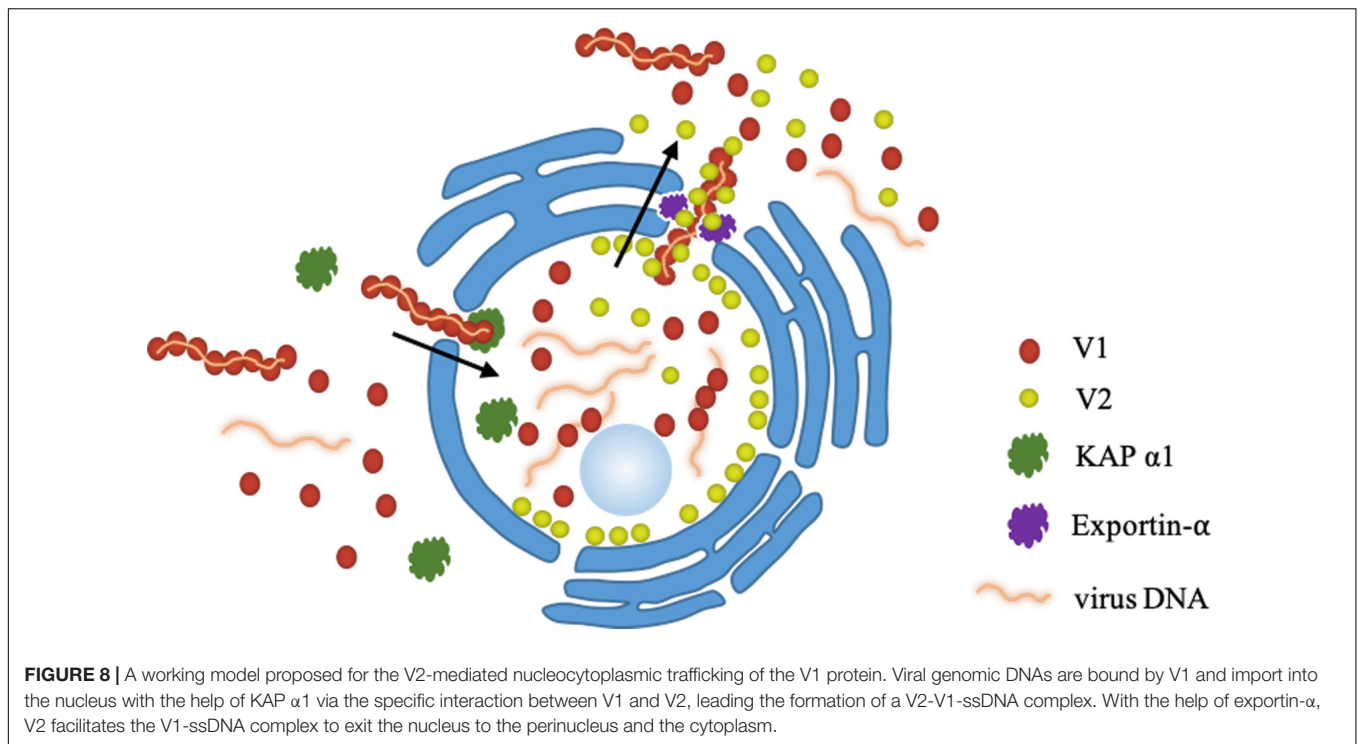 V1
V2
KAP α1
Exportin-α
virus DNA
FIGURE 8 | A working model proposed for the V2-mediated nucleocytoplasmic trafficking of the V1 protein. Viral genomic DNAs are bound by V1 and import into
the nucleus with the help of KAP α1 via the specific interaction between V1 and V2, leading the formation of a V2-V1-ssDNA complex. With the help of exportin-α,
V2 facilitates the V1-ssDNA complex to exit the nucleus to the perinucleus and the cytoplasm.